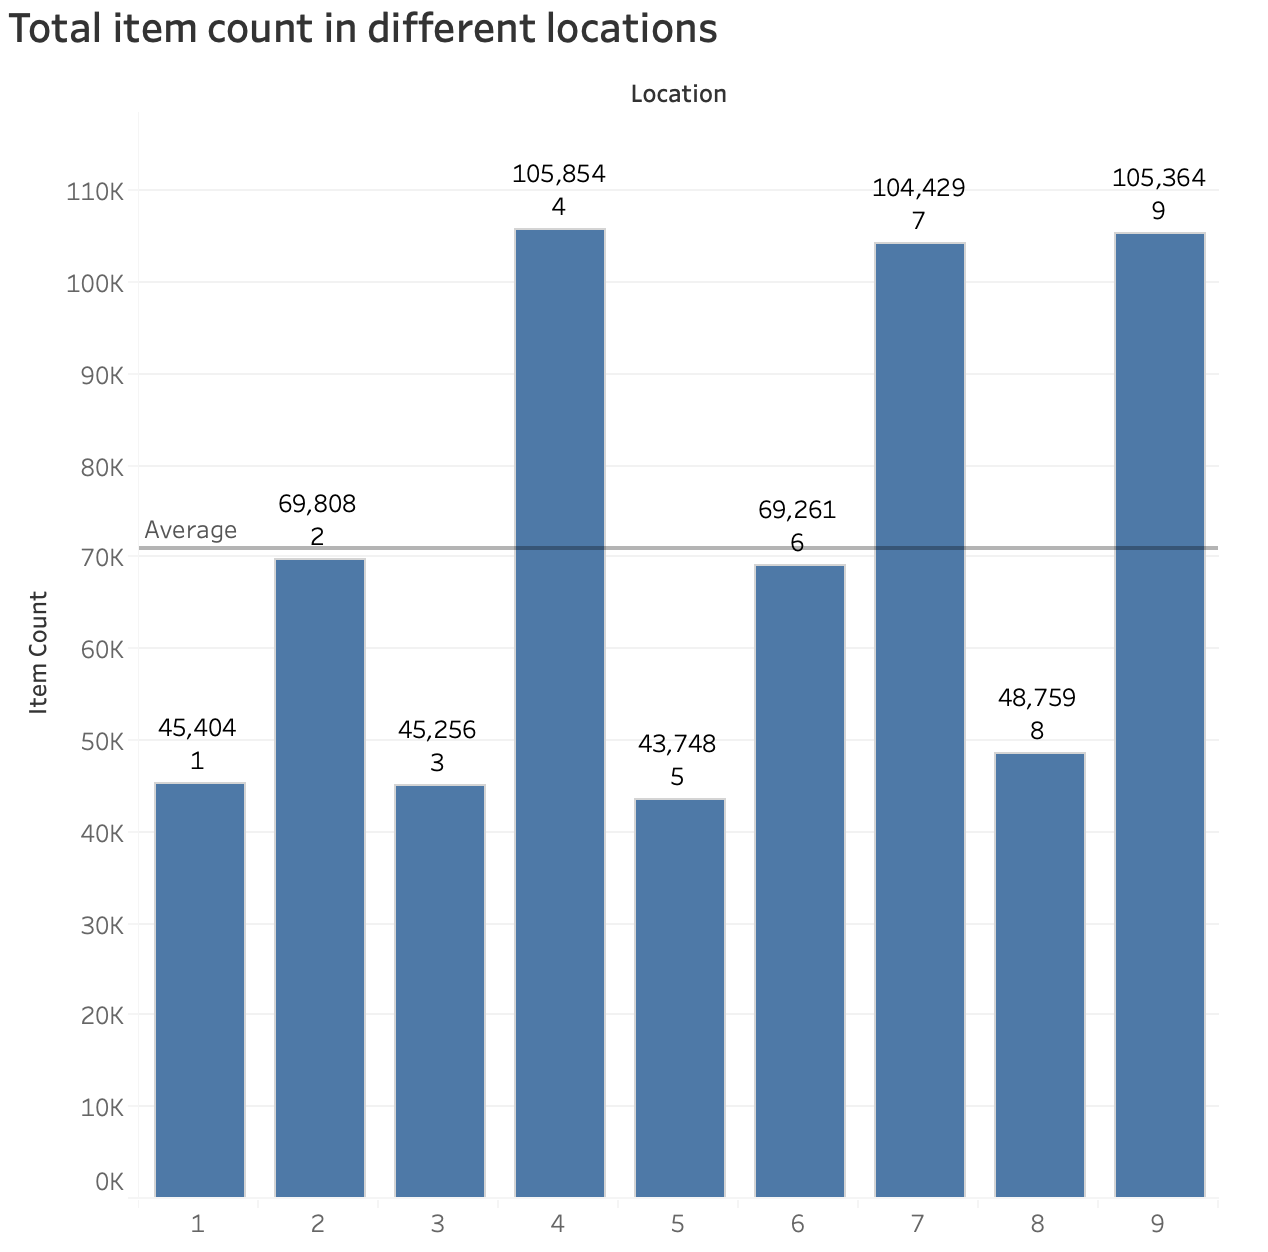 Total item count in different locations
Location
110K
100K
90K
80K
70K
60K
50K
40K
30K
20K
10K
0K
Item Count
Average
45,404
1
69,808
2
45,256
3
105,854
4
43,748
5
69,261
6
104,429
7
48,759
8
105,364
9
1 2 3 4 5 6 7 8 9